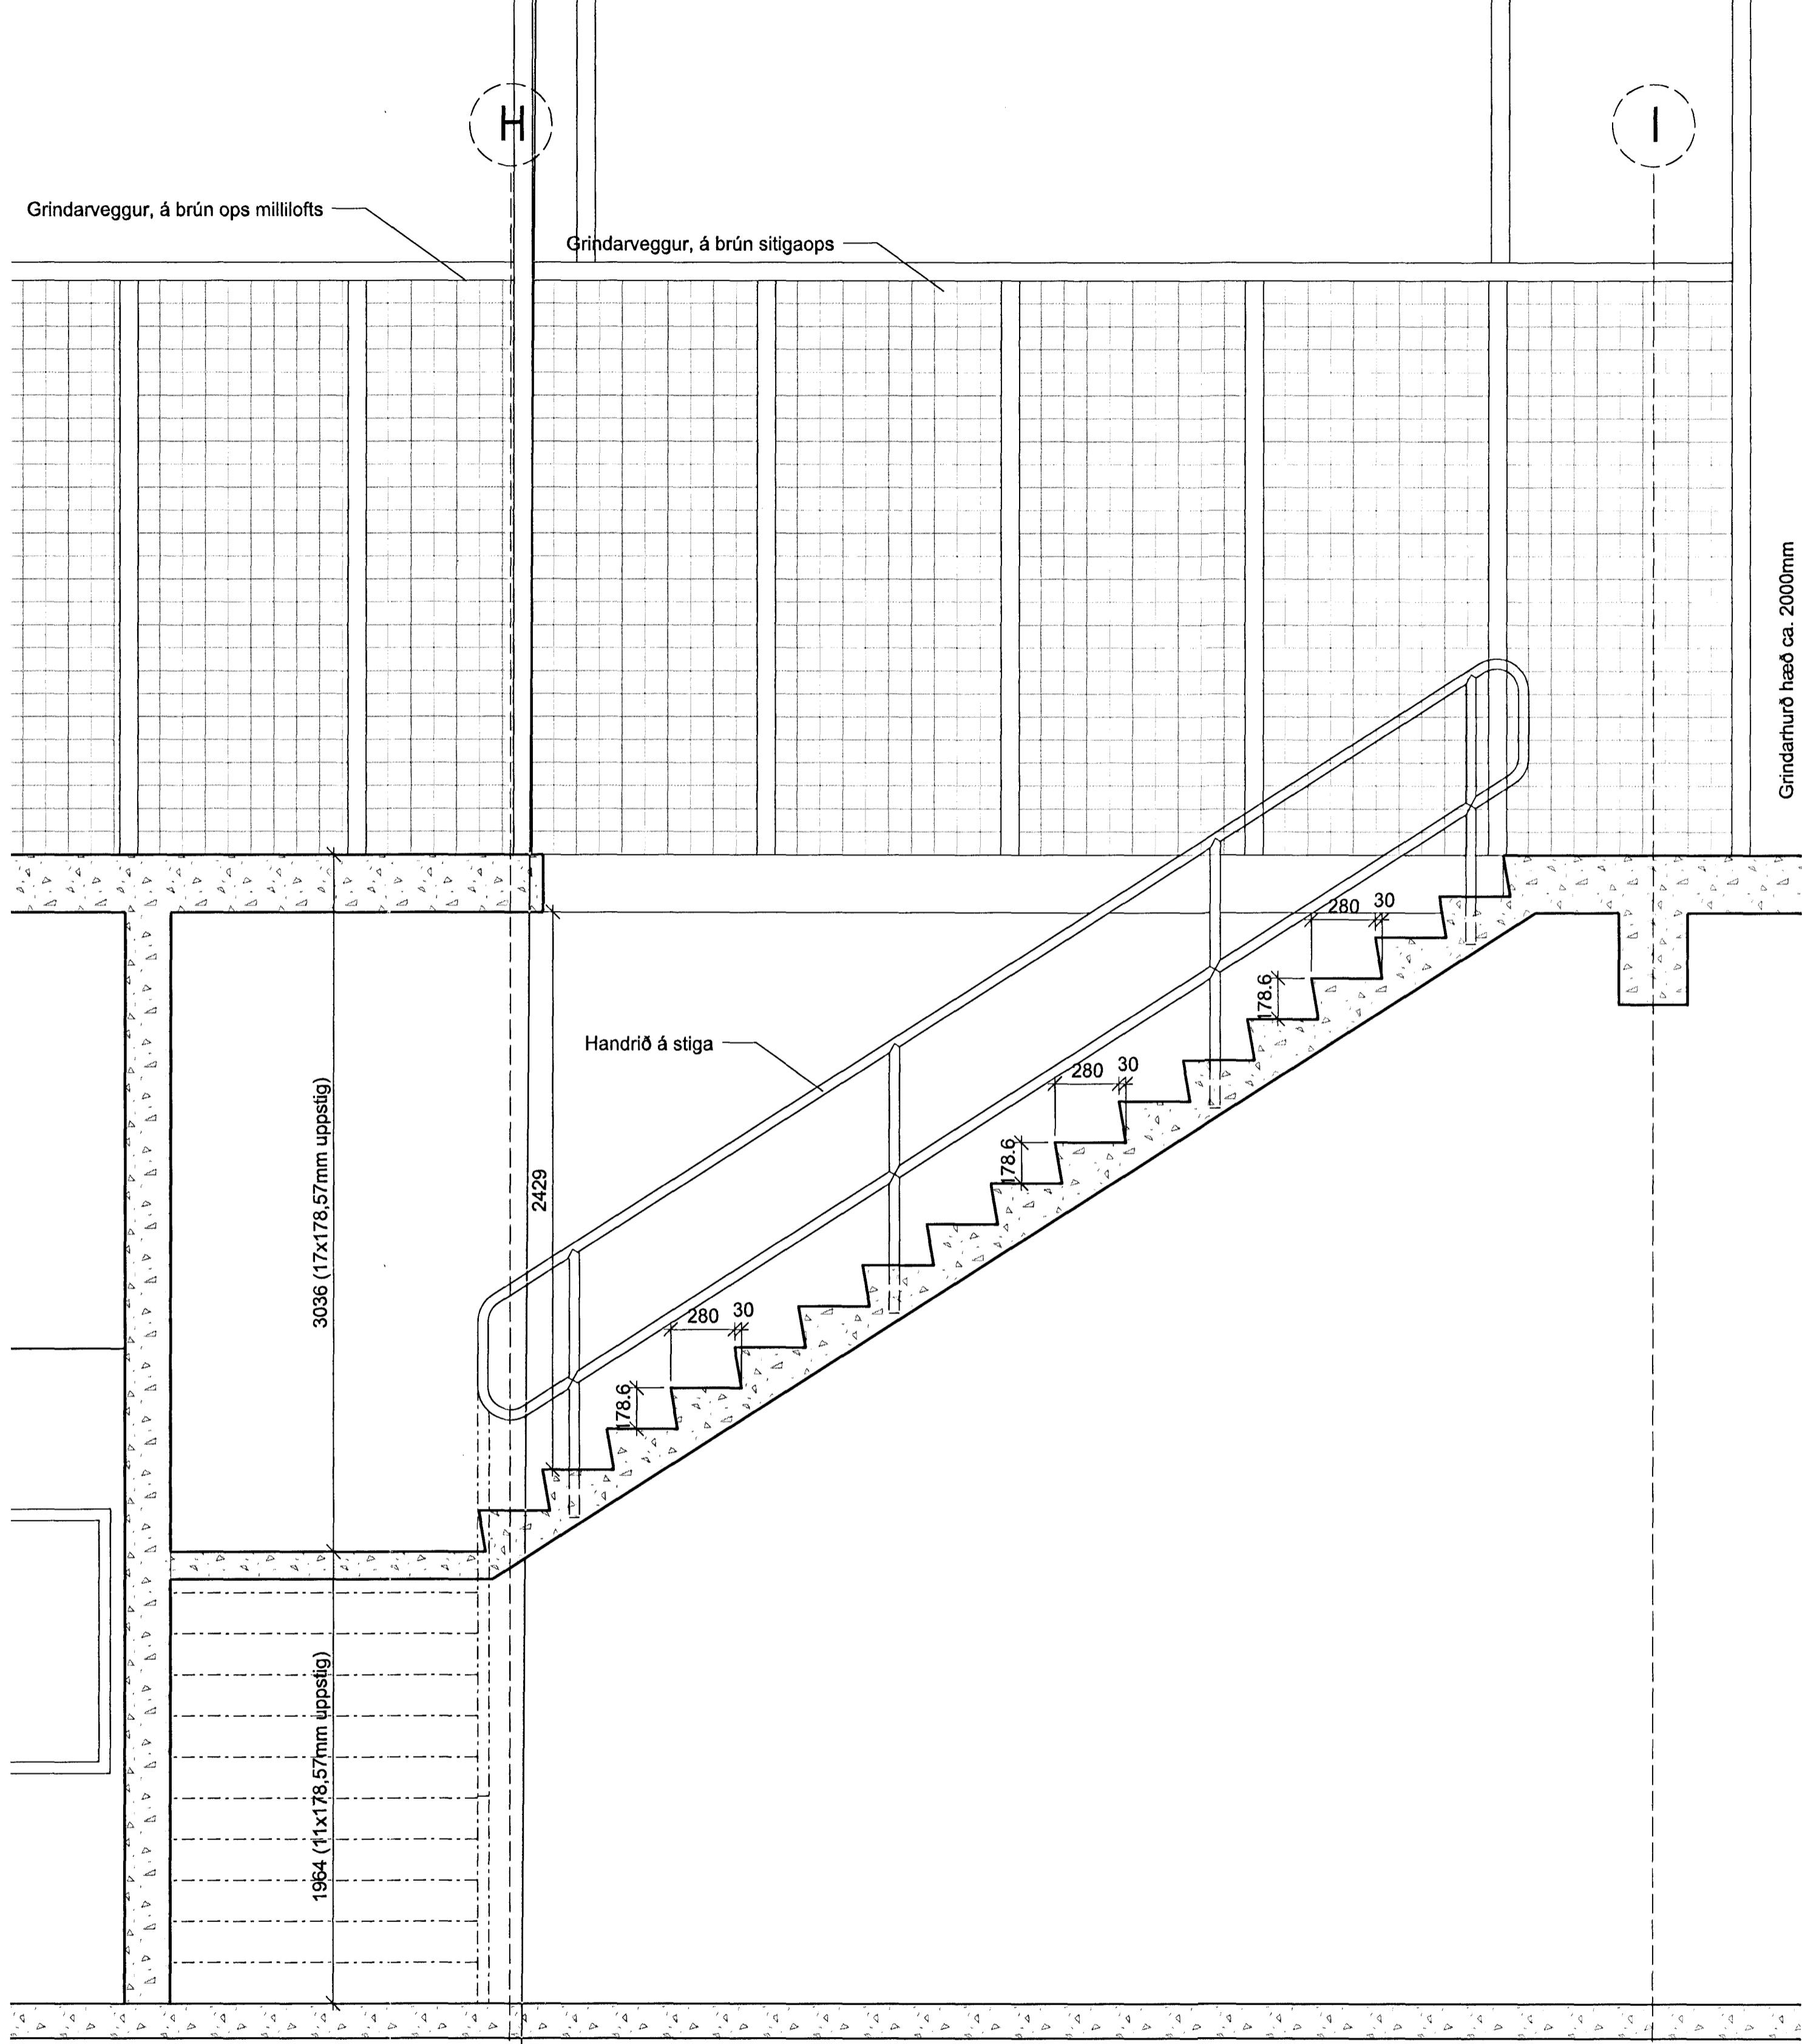 H
I
Grindarveggur, á brún ops millilofts
Grindarveggur, á brún sitigaops
Grindarhurð hæð ca. 2000mm
280 30
178.6
Handrið á stiga
280 30
178.6
3036 (17x178,57mm uppstig)
2429
280 30
178.6
1964 (11x178,57mm uppstig)